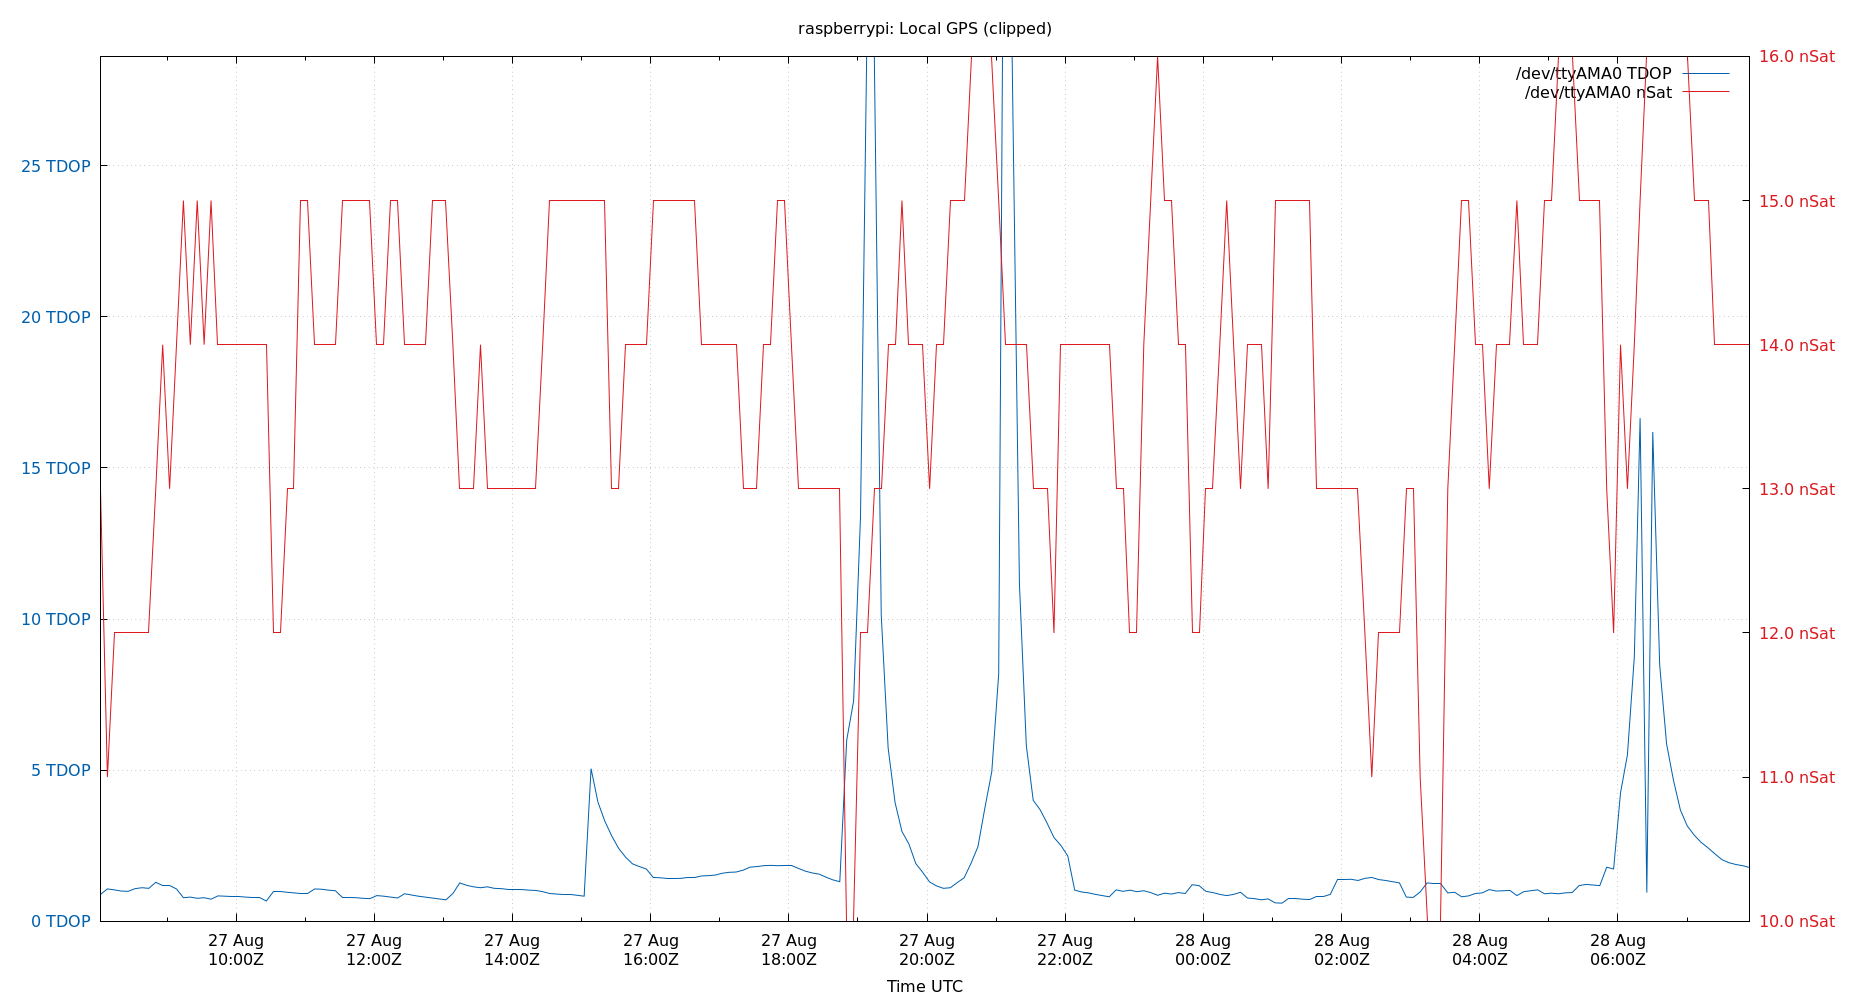 raspberrypi: Local GPS (clipped)
/dev/ttyAMA0 TDOP
/dev/ttyAMA0 nSat
25 TDOP
20 TDOP
15 TDOP
10 TDOP
5 TDOP
0 TDOP
16.0 nSat
15.0 nSat
14.0 nSat
13.0 nSat
12.0 nSat
11.0 nSat
10.0 nSat
27 Aug 27 Aug 27 Aug 27 Aug 27 Aug 27 Aug 27 Aug 28 Aug 28 Aug 28 Aug 28 Aug
10:00Z 12:00Z 14:00Z 16:00Z 18:00Z 20:00Z 22:00Z 00:00Z 02:00Z 04:00Z 06:00Z
Time UTC